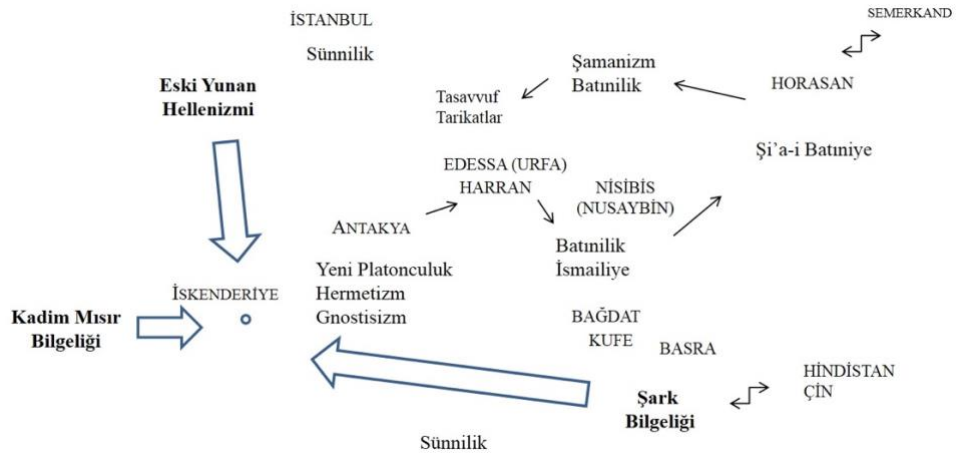 SEMERKAND
İSTANBUL
Sünnilik
Eski Yunan
Hellenizmi
Şamanizm
Batınilik
HORASAN
Tasavvuf
Tarikatlar
Şi’a-i Batıniye
EDESSA (URFA)
HARRAN
NİSİBİS
(NUSAYBİN)
ANTAKYA
Batınilik
İsmailiye
Yeni Platonculuk
Hermetizm
Gnostisizm
İSKENDERİYE
Kadim Mısır
Bilgeliği
BAĞDAT
KUFE
BASRA
HİNDİSTAN
ÇİN
Şark
Bilgeliği
Sünnilik